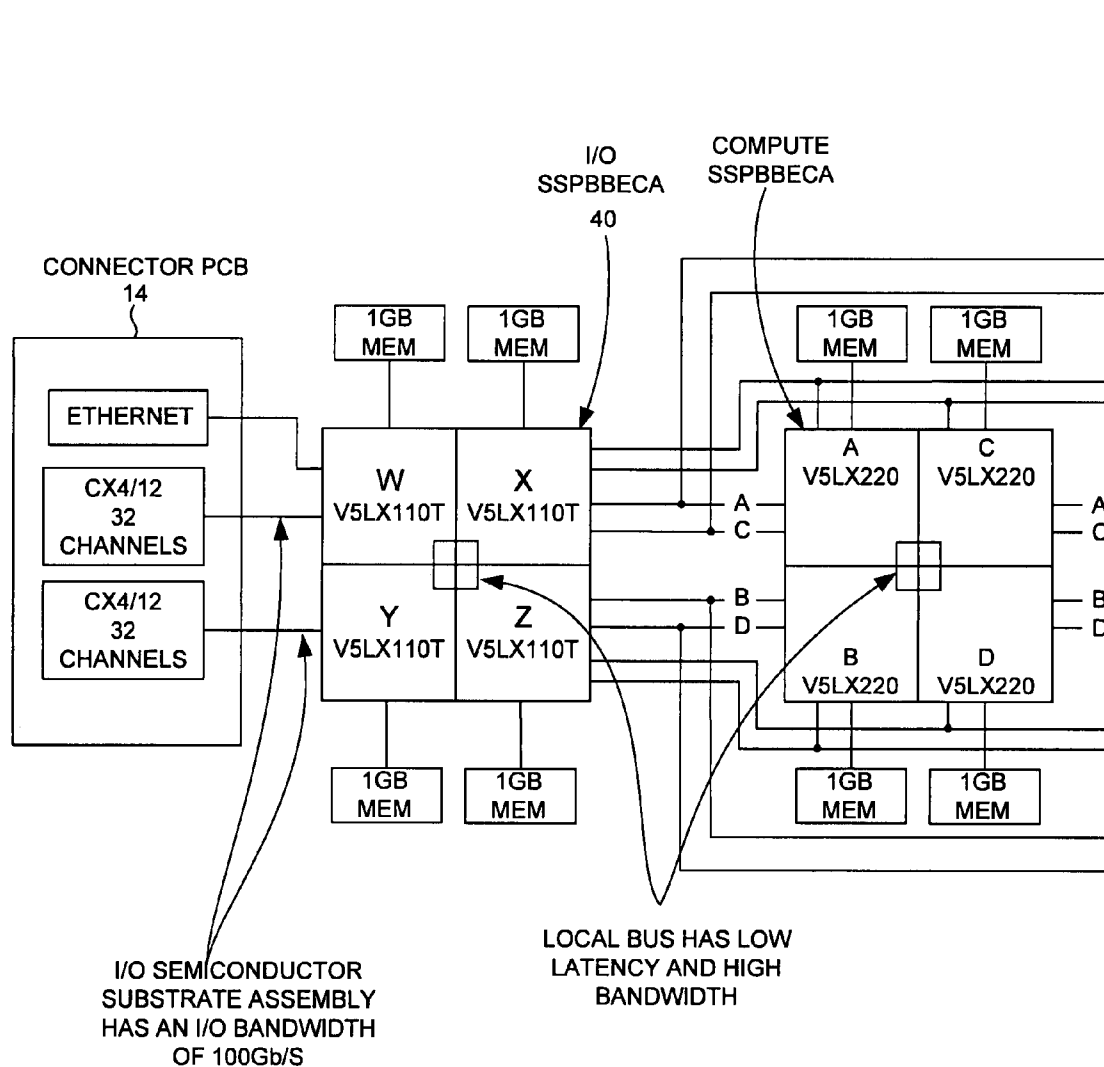 COMPUTE
SSPBBECA
I/O
SSPBBECA
40
CONNECTOR PCB
14
1GB
MEM
1GB
MEM
1GB
MEM
1GB
MEM
ETHERNET
CX4/12
32
CHANNELS
CX4/12
32
CHANNELS
W
V5LX110T
X
V5LX110T
Y
V5LX110T
Z
V5LX110T
A
C
B
D
A
V5LX220
C
V5LX220
B
V5LX220
D
V5LX220
A
C
B
D
1GB
MEM
1GB
MEM
1GB
MEM
1GB
MEM
LOCAL BUS HAS LOW
LATENCY AND HIGH
BANDWIDTH
I/O SEMICONDUCTOR
SUBSTRATE ASSEMBLY
HAS AN I/O BANDWIDTH
OF 100Gb/S